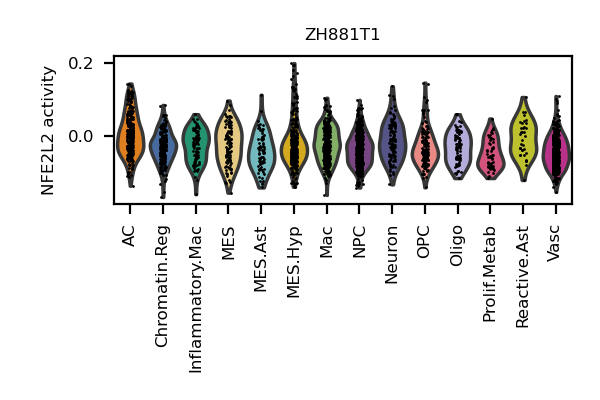 ZH881T1
NFE2L2 activity
0.2
0.0
AC
Chromatin.Reg
Inflammatory.Mac
MES
MES.Ast
MES.Hyp
Mac
NPC
Neuron
OPC
Oligo
Prolif.Metab
Reactive.Ast
Vasc